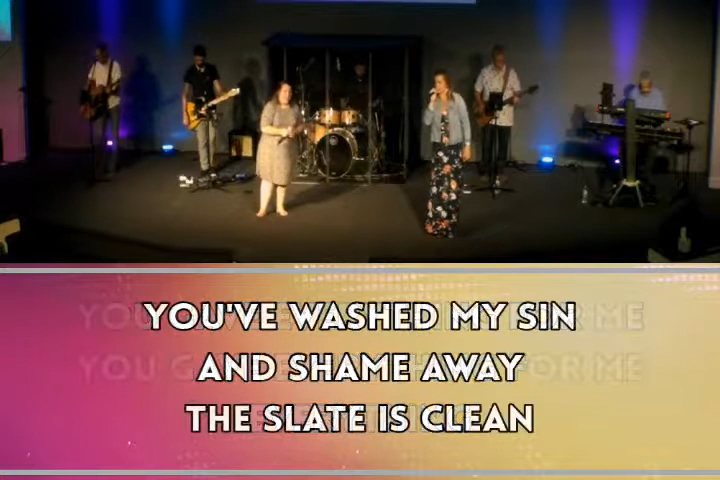 YOU'VE WASHED MY SIN
AND SHAME AWAY
THE SLATE IS CLEAN